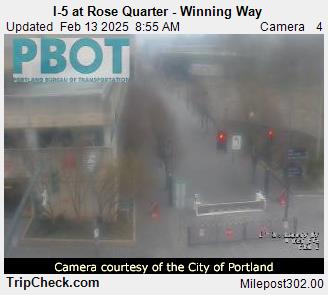 I-5 at Rose Quarter - Winning Way
Updated Feb 13 2025 8:55 AM Camera 4
PBOT
PORTLAND BUREAU OF TRANSPORTATION
Camera courtesy of the City of Portland
TripCheck.com Milepost302.00